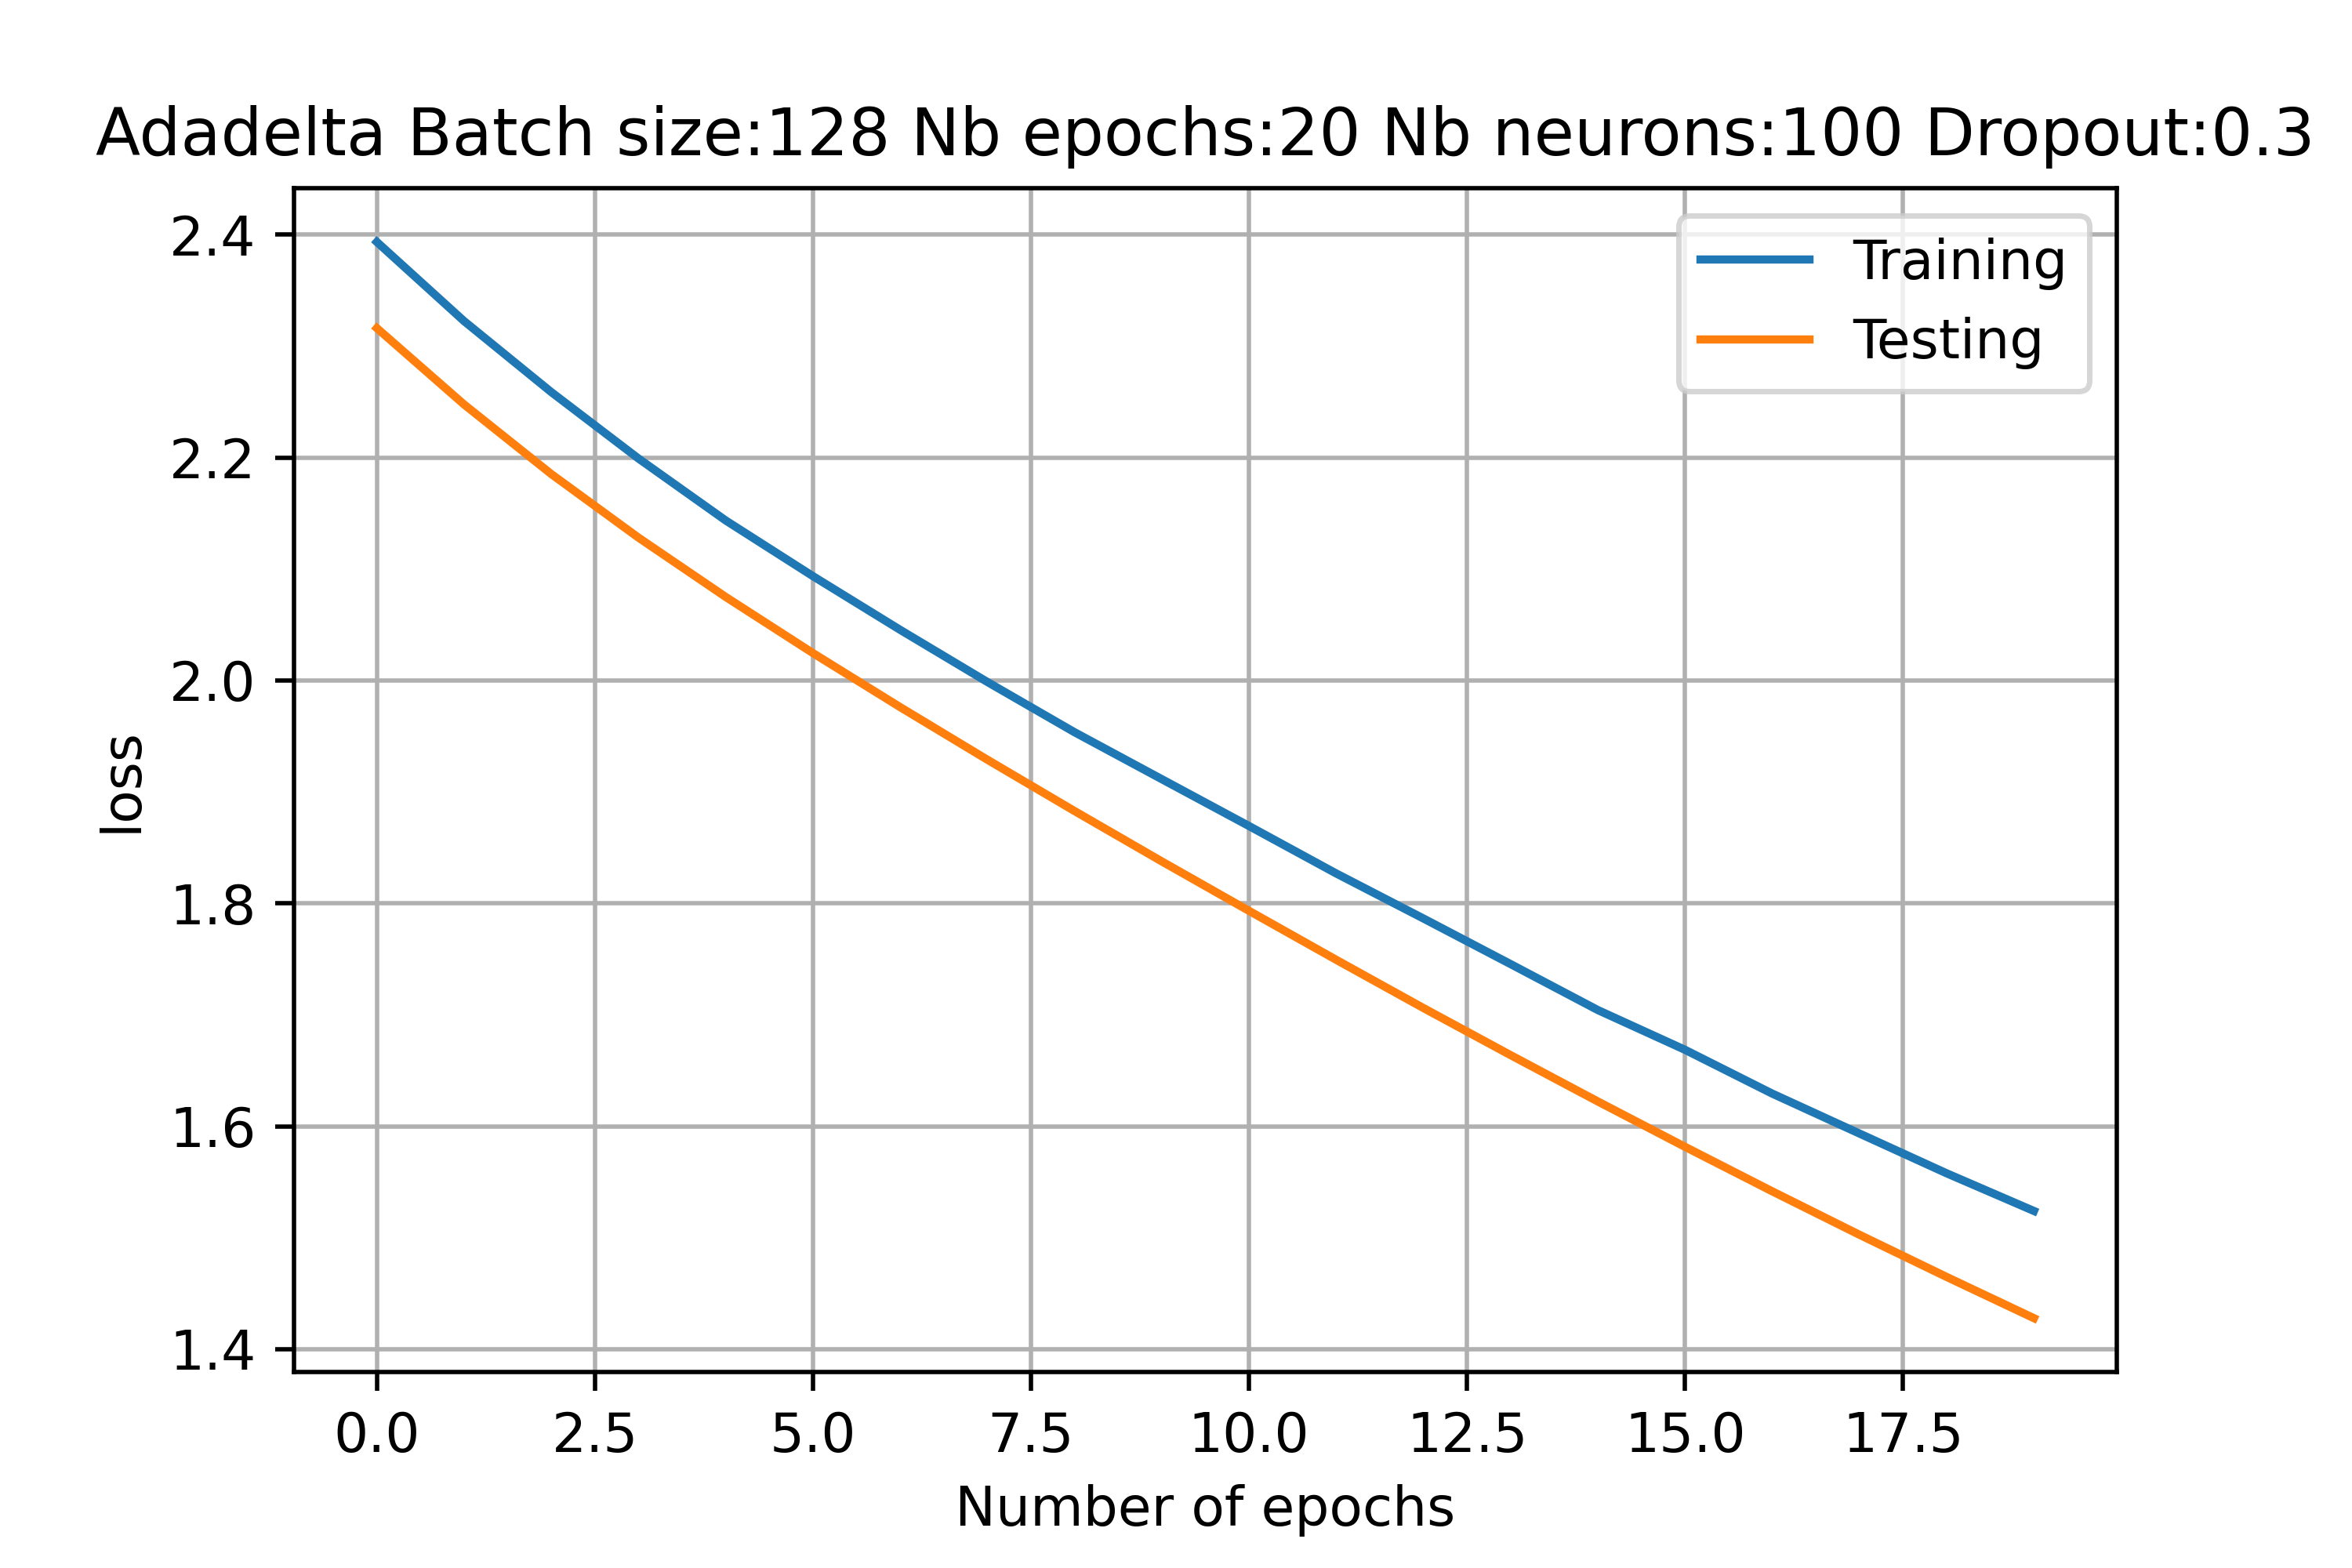 Adadelta Batch size:128 Nb epochs:20 Nb neurons:100 Dropout:0.3
Training
Testing
2.4
2.2
2.0
1.8
1.6
1.4
loss
0.0 2.5 5.0 7.5 10.0 12.5 15.0 17.5
Number of epochs